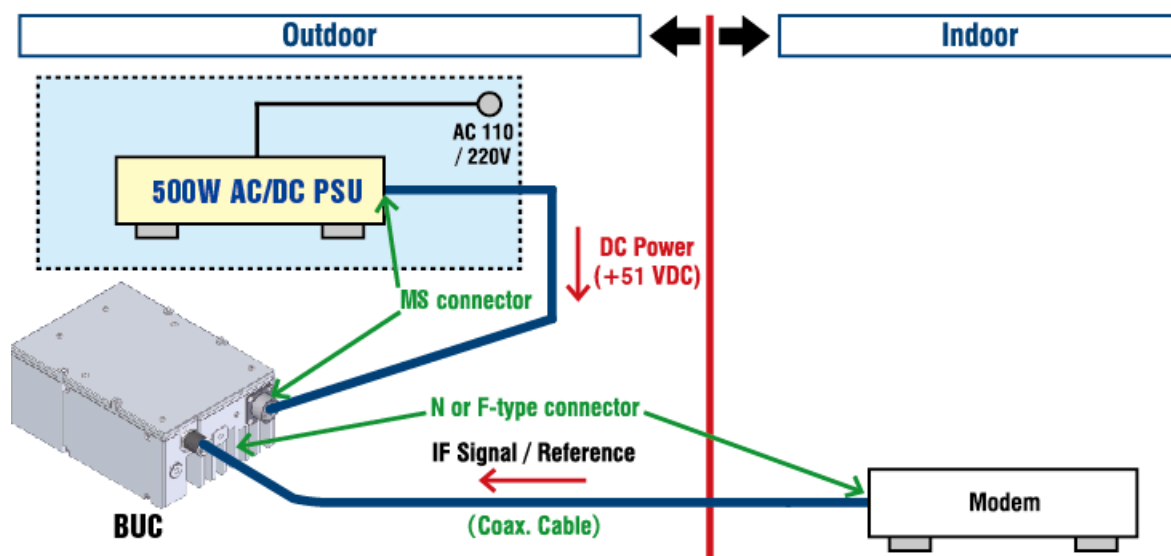 Outdoor
Indoor
AC 110
/ 220V
500W AC/DC PSU
DC Power
(+51 VDC)
MS connector
N or F-type connector
IF Signal / Reference
(Coax. Cable)
Modem
BUC